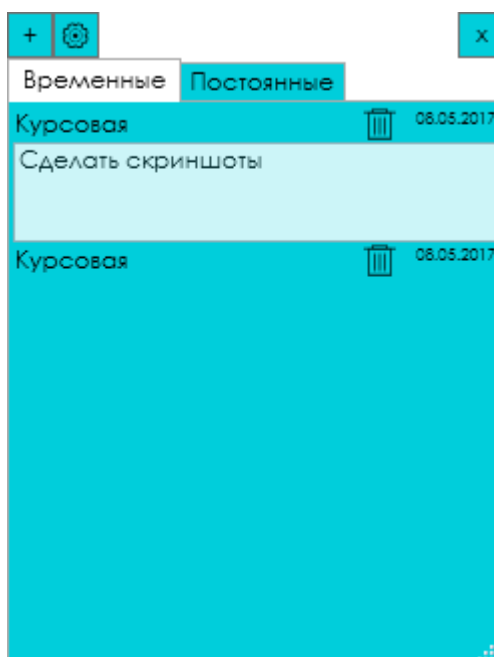 + x
Временные Постоянные
Курсовая 08.05.2017
Сделать скриншоты
Курсовая 08.05.2017